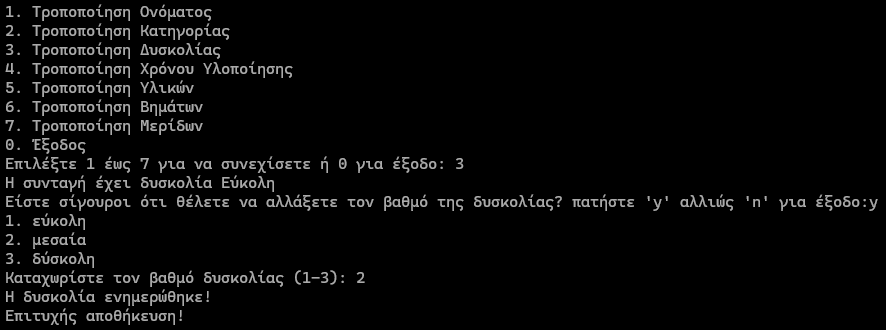 1. Τροποποίηση Ονόματος
2. Τροποποίηση Κατηγορίας
3. Τροποποίηση Δυσκολίας
4. Τροποποίηση Χρόνου Υλοποίησης
5. Τροποποίηση Υλικών
6. Τροποποίηση Βημάτων
7. Τροποποίηση Μερίδων
0. Έξοδος
Επιλέξτε 1 έως 7 για να συνεχίσετε ή 0 για έξοδο: 3
Η συνταγή έχει δυσκολία Εύκολη
Είστε σίγουροι ότι θέλετε να αλλάξετε τον βαθμό της δυσκολίας? πατήστε 'y' αλλιώς 'n' για έξοδο:y
1. εύκολη
2. μεσαία
3. δύσκολη
Καταχωρίστε τον βαθμό δυσκολίας (1–3): 2
Η δυσκολία ενημερώθηκε!
Επιτυχής αποθήκευση!